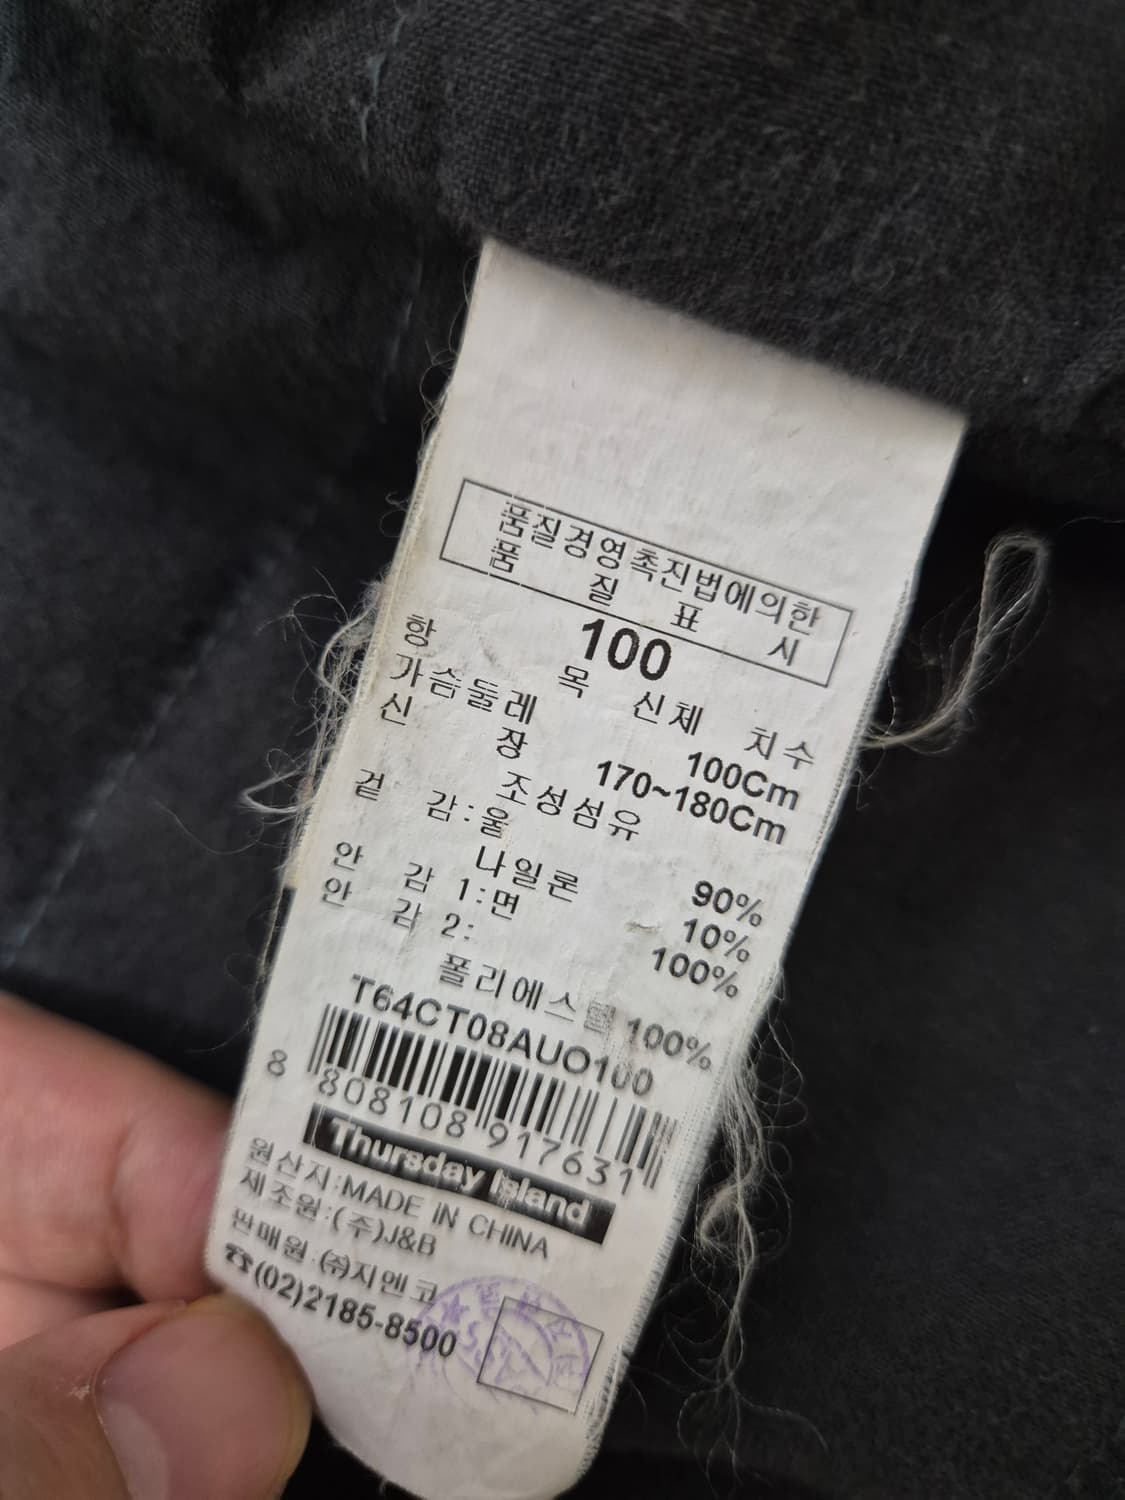 품질경영촉진법에의한
품 질 표 시
100
항 목 신체 치수
가슴둘레 100Cm
신 장 170~180Cm
조성섬유
겉 감:울 90%
나일론 10%
안 감 1:면 100%
안 감 2:
폴리에스텔 100%
T64CT08AUO100
8 808108 917631
Thursday Island
원산지:MADE IN CHINA
제조원:(주)J&B
판매원:㈜지엔코
☎(02)2185-8500